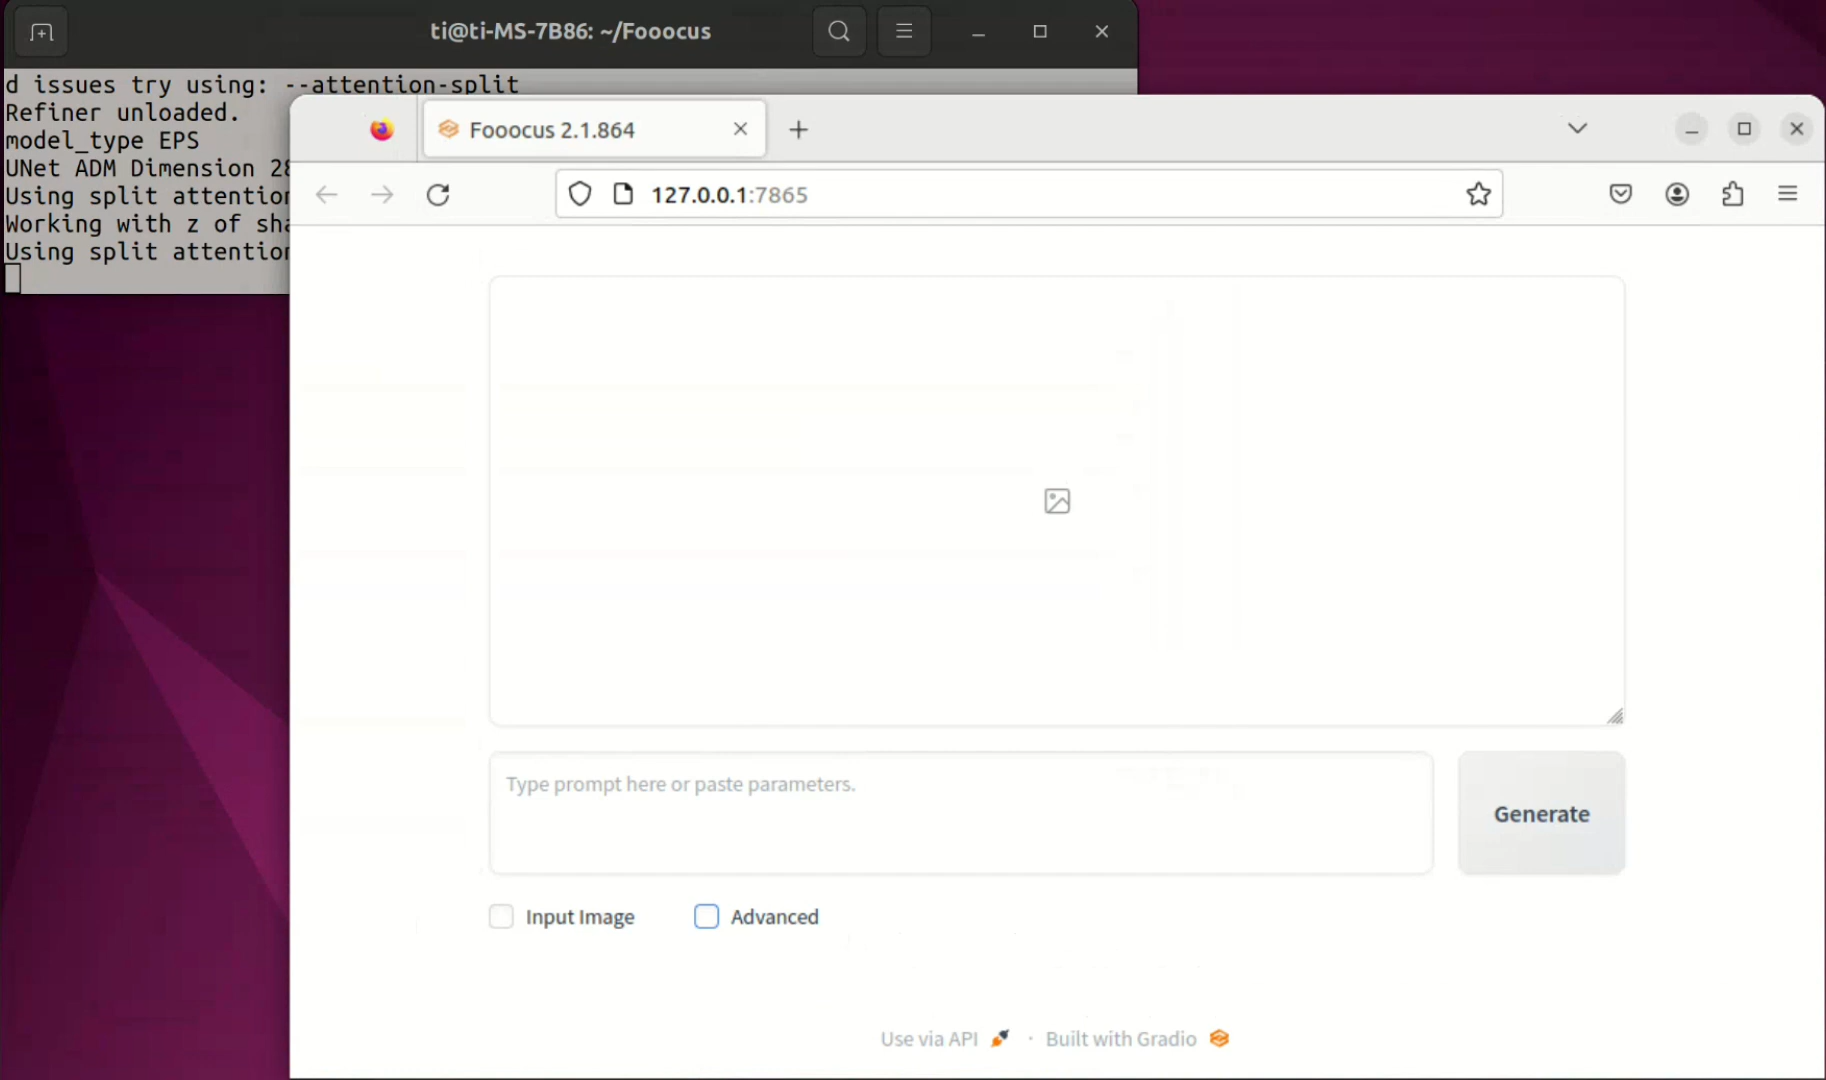 ti@ti-MS-7B86: ~/Fooocus
d issues try using: --attention-split
Refiner unloaded.
model_type EPS
UNet ADM Dimension 28
Using split attention
Working with z of sha
Using split attention
Fooocus 2.1.864
127.0.0.1:7865
Type prompt here or paste parameters.
Generate
Input Image
Advanced
Use via API · Built with Gradio